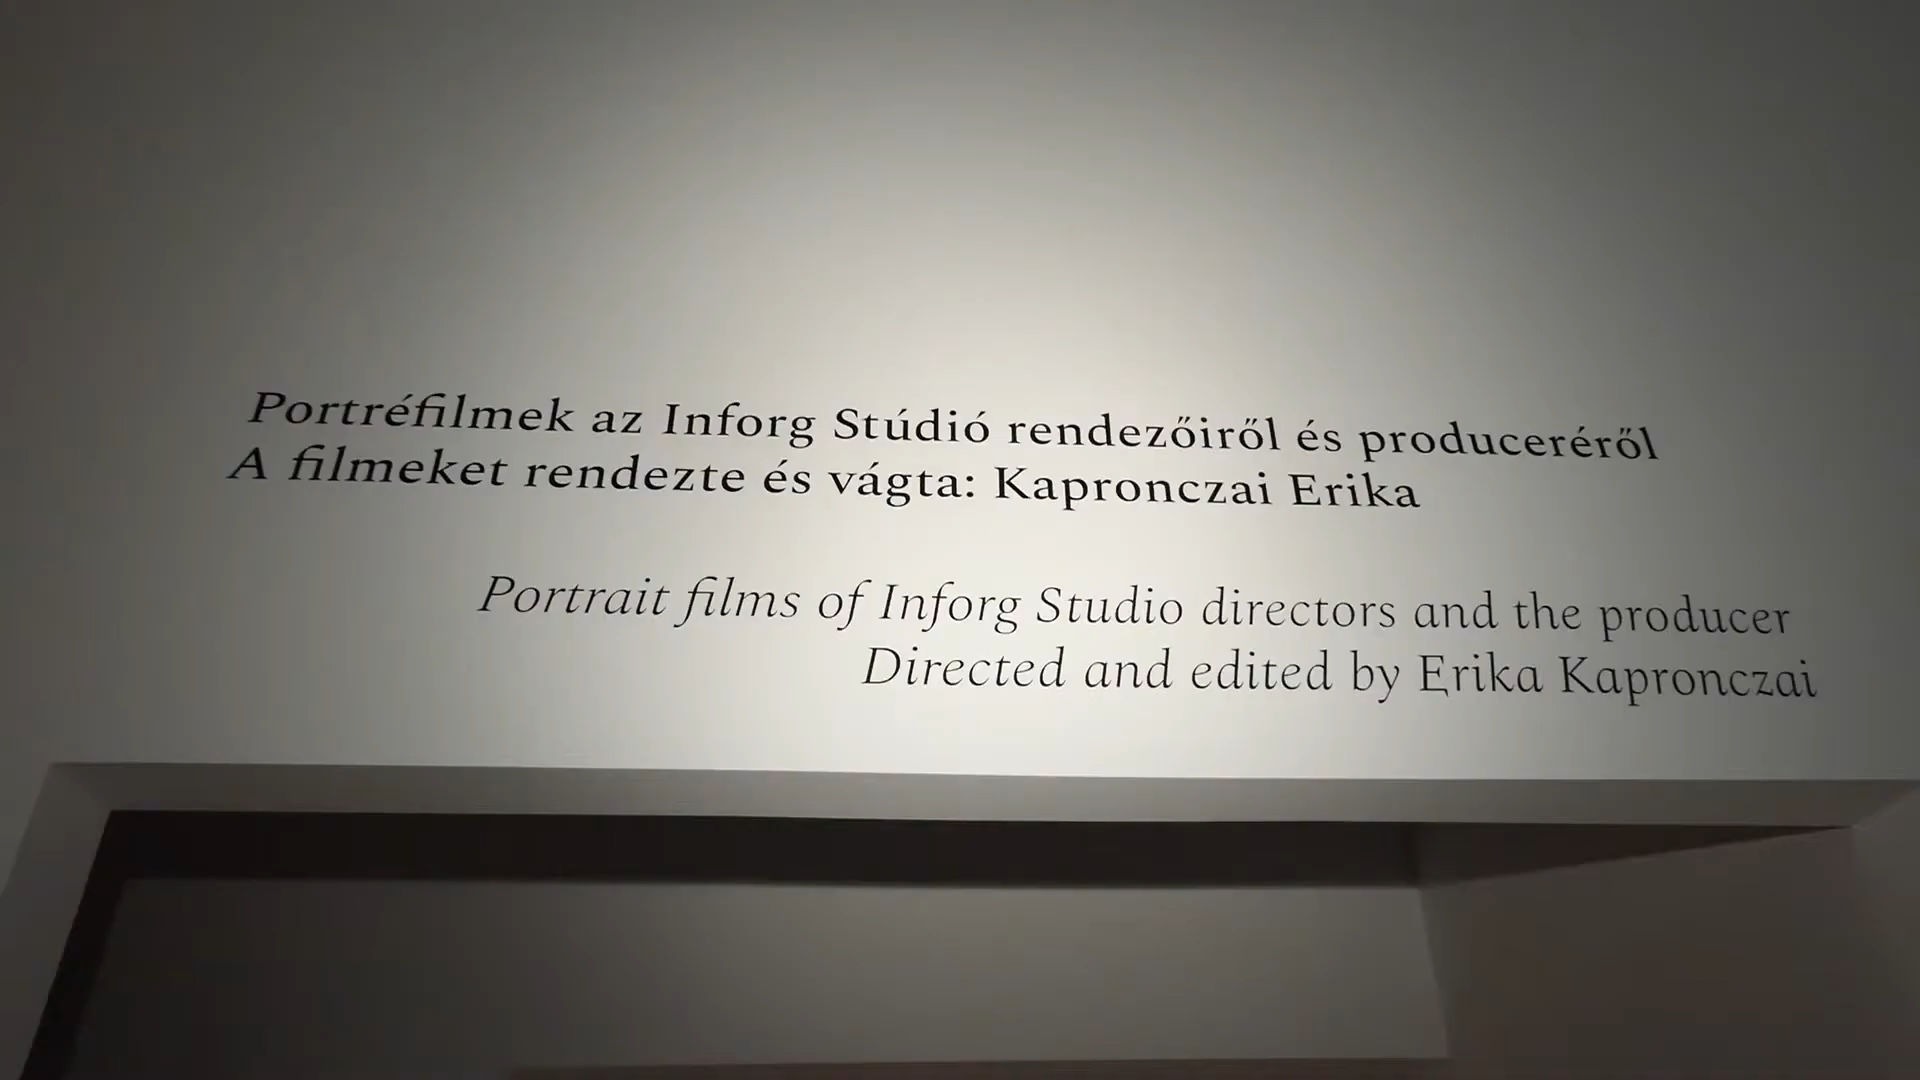 Portréfilmek az Inforg Stúdió rendezőiről és produceréről
A filmeket rendezte és vágta: Kapronczai Erika
Portrait films of Inforg Studio directors and the producer
Directed and edited by Erika Kapronczai